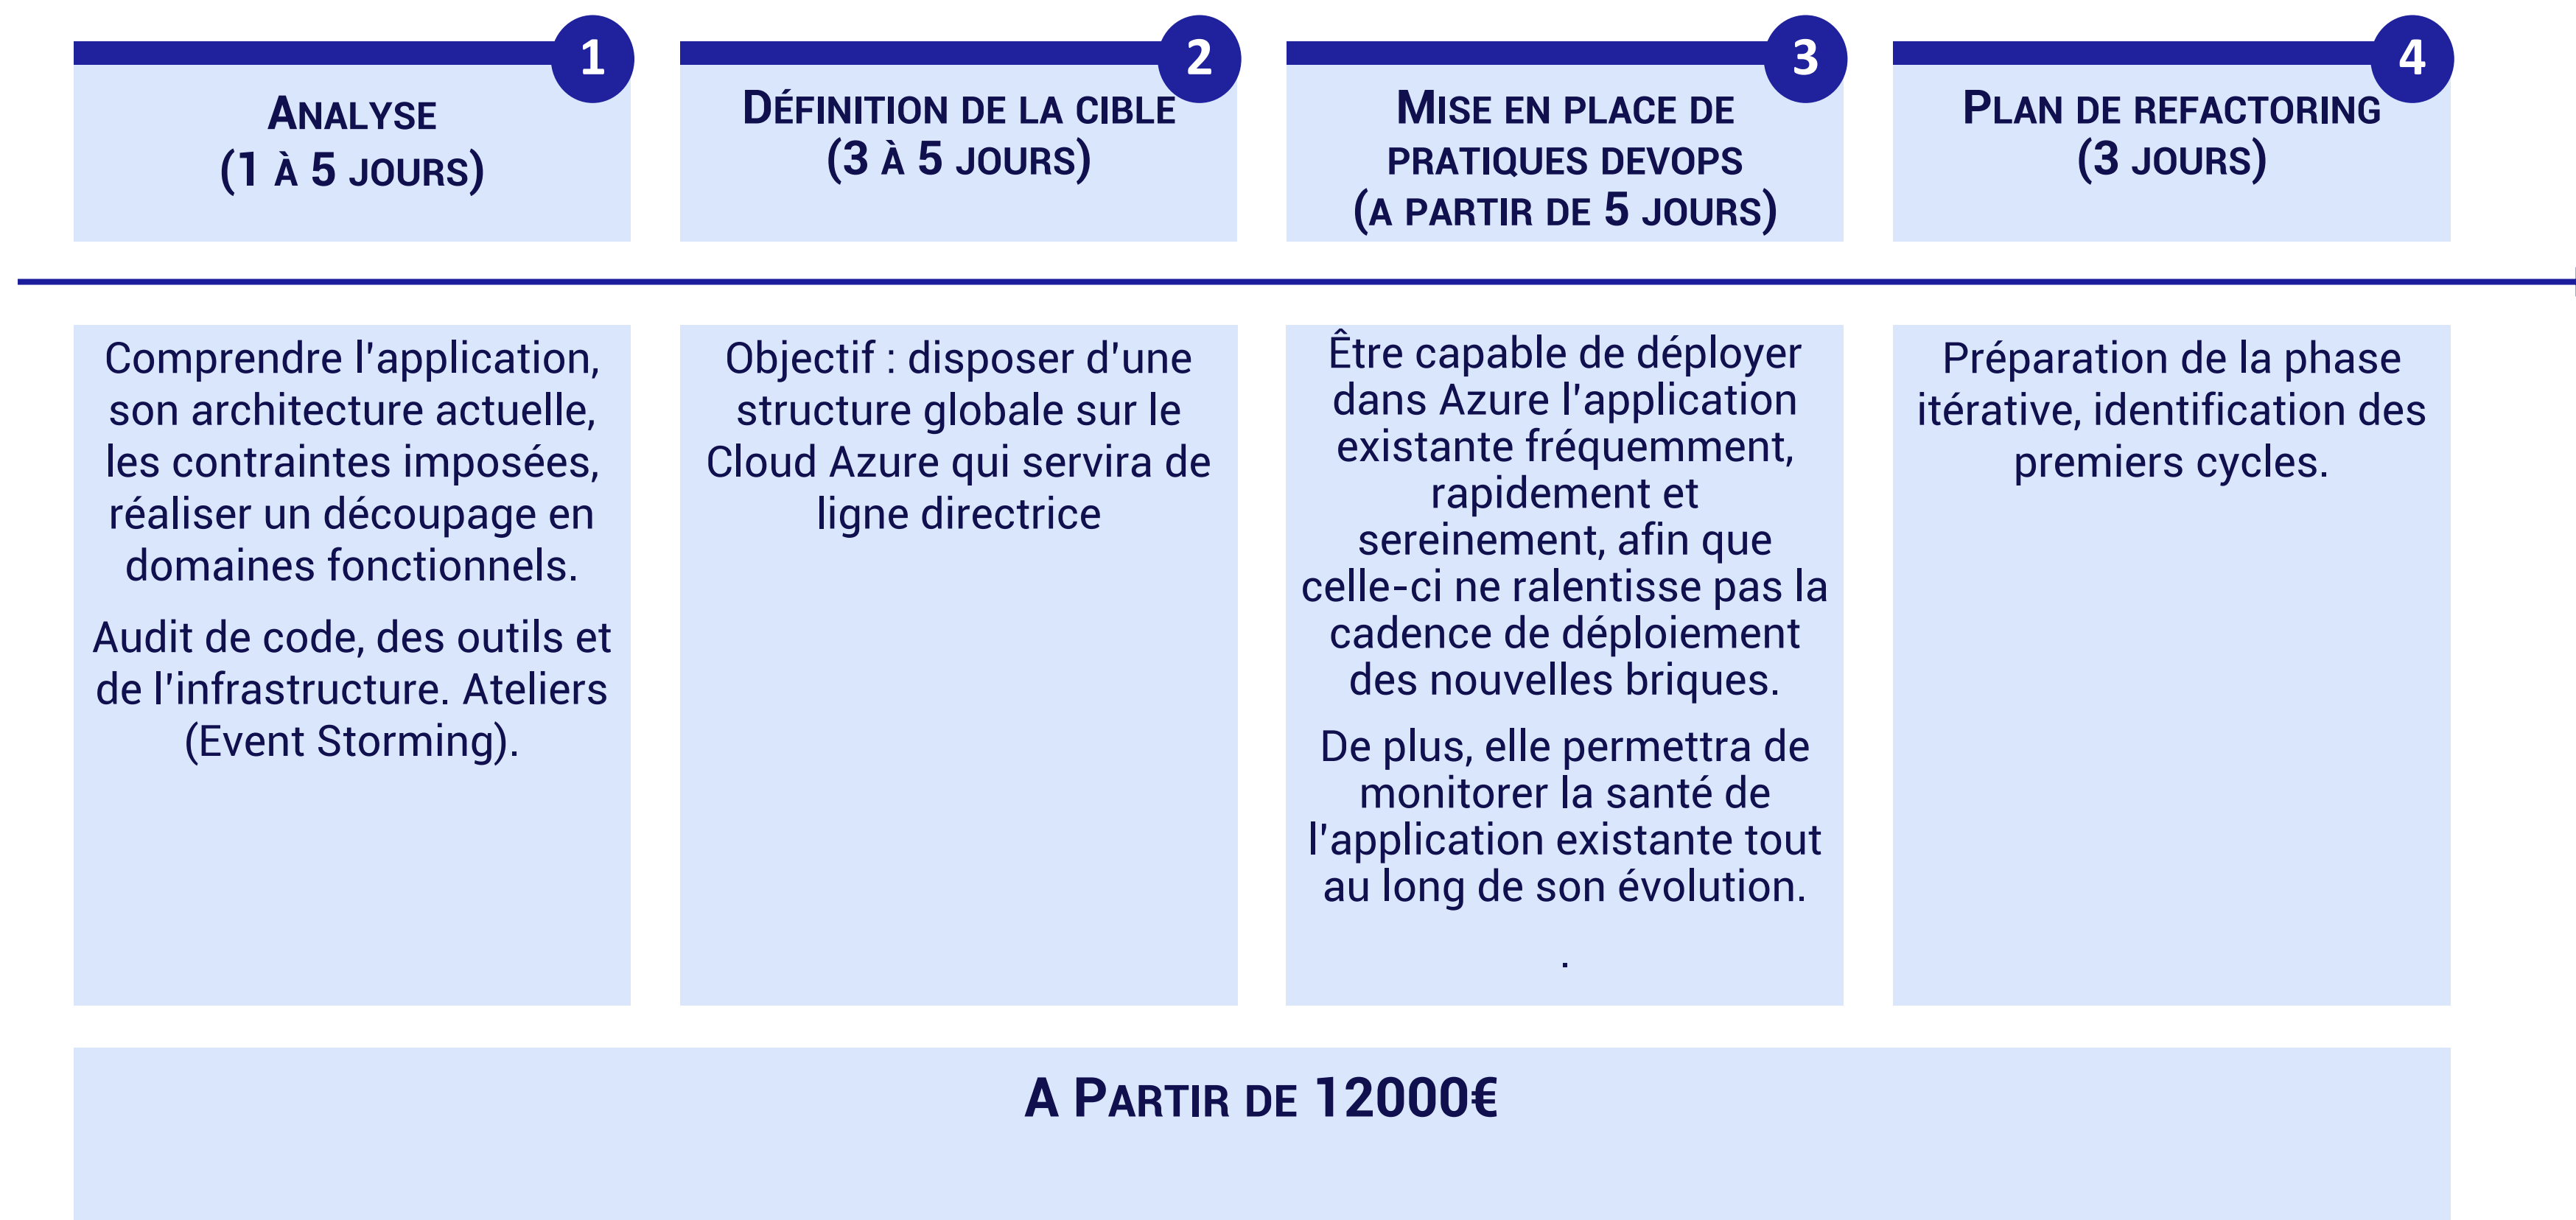 1
ANALYSE
(1 À 5 JOURS)
2
DÉFINITION DE LA CIBLE
(3 À 5 JOURS)
3
MISE EN PLACE DE
PRATIQUES DEVOPS
(A PARTIR DE 5 JOURS)
4
PLAN DE REFACTORING
(3 JOURS)
Comprendre l'application,
son architecture actuelle,
les contraintes imposées,
réaliser un découpage en
domaines fonctionnels.
Audit de code, des outils et
de l'infrastructure. Ateliers
(Event Storming).
Objectif : disposer d'une
structure globale sur le
Cloud Azure qui servira de
ligne directrice
Être capable de déployer
dans Azure l'application
existante fréquemment,
rapidement et
sereinement, afin que
celle-ci ne ralentisse pas la
cadence de déploiement
des nouvelles briques.
De plus, elle permettra de
monitorer la santé de
l'application existante tout
au long de son évolution.
.
Préparation de la phase
itérative, identification des
premiers cycles.
A PARTIR DE 12000€